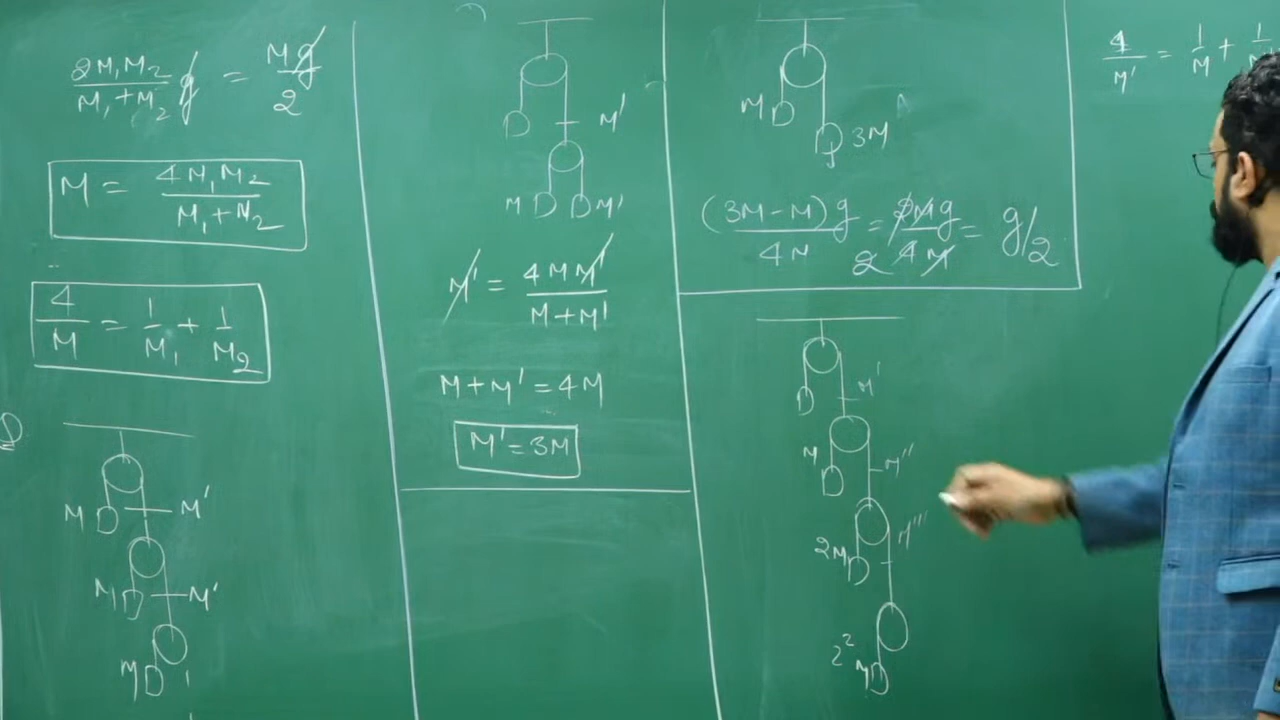 2M₁M₂/M₁+M₂ g = Mg/2
M = 4M₁M₂/M₁+M₂
4/M = 1/M₁ + 1/M₂
Q
M M'
M M'
M
M'
M M'
M' = 4MM'/M+M'
M+M' = 4M
M' = 3M
M 3M
(3M-M)g/4M = 2Mg/4M = g/2
2
M'
M M''
2M M'''
2²M
4/M' = 1/M +